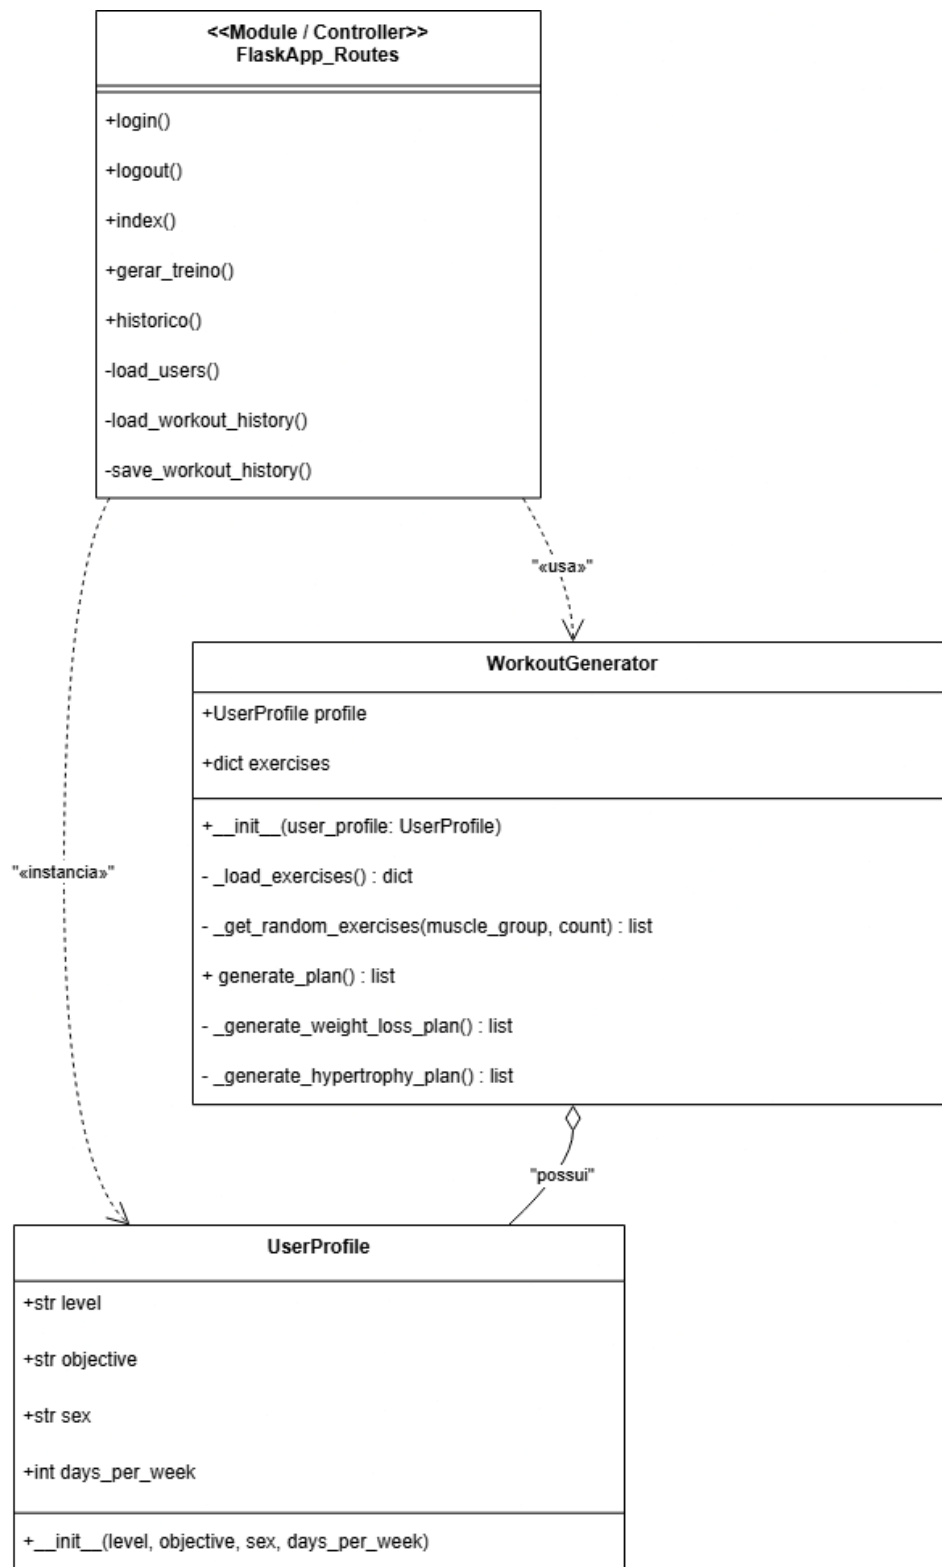 <<Module / Controller>>
FlaskApp_Routes
+login()
+logout()
+index()
+gerar_treino()
+historico()
-load_users()
-load_workout_history()
-save_workout_history()
"«usa»"
WorkoutGenerator
+UserProfile profile
+dict exercises
+__init__(user_profile: UserProfile)
- _load_exercises() : dict
"«instancia»"
- _get_random_exercises(muscle_group, count) : list
+ generate_plan() : list
- _generate_weight_loss_plan() : list
- _generate_hypertrophy_plan() : list
"possui"
UserProfile
+str level
+str objective
+str sex
+int days_per_week
+__init__(level, objective, sex, days_per_week)